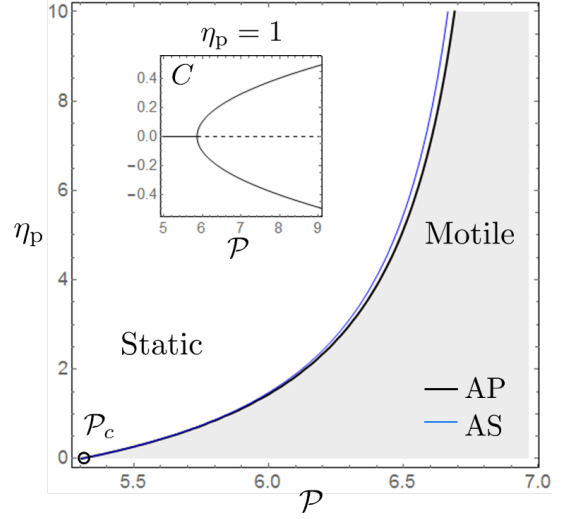 η_p = 1
10
8
6
4
2
0
η_p
C
0.4
0.2
0.0
−0.2
−0.4
5 6 7 8 9
𝒫
Motile
Static
AP
AS
𝒫_c
5.5 6.0 6.5 7.0
𝒫